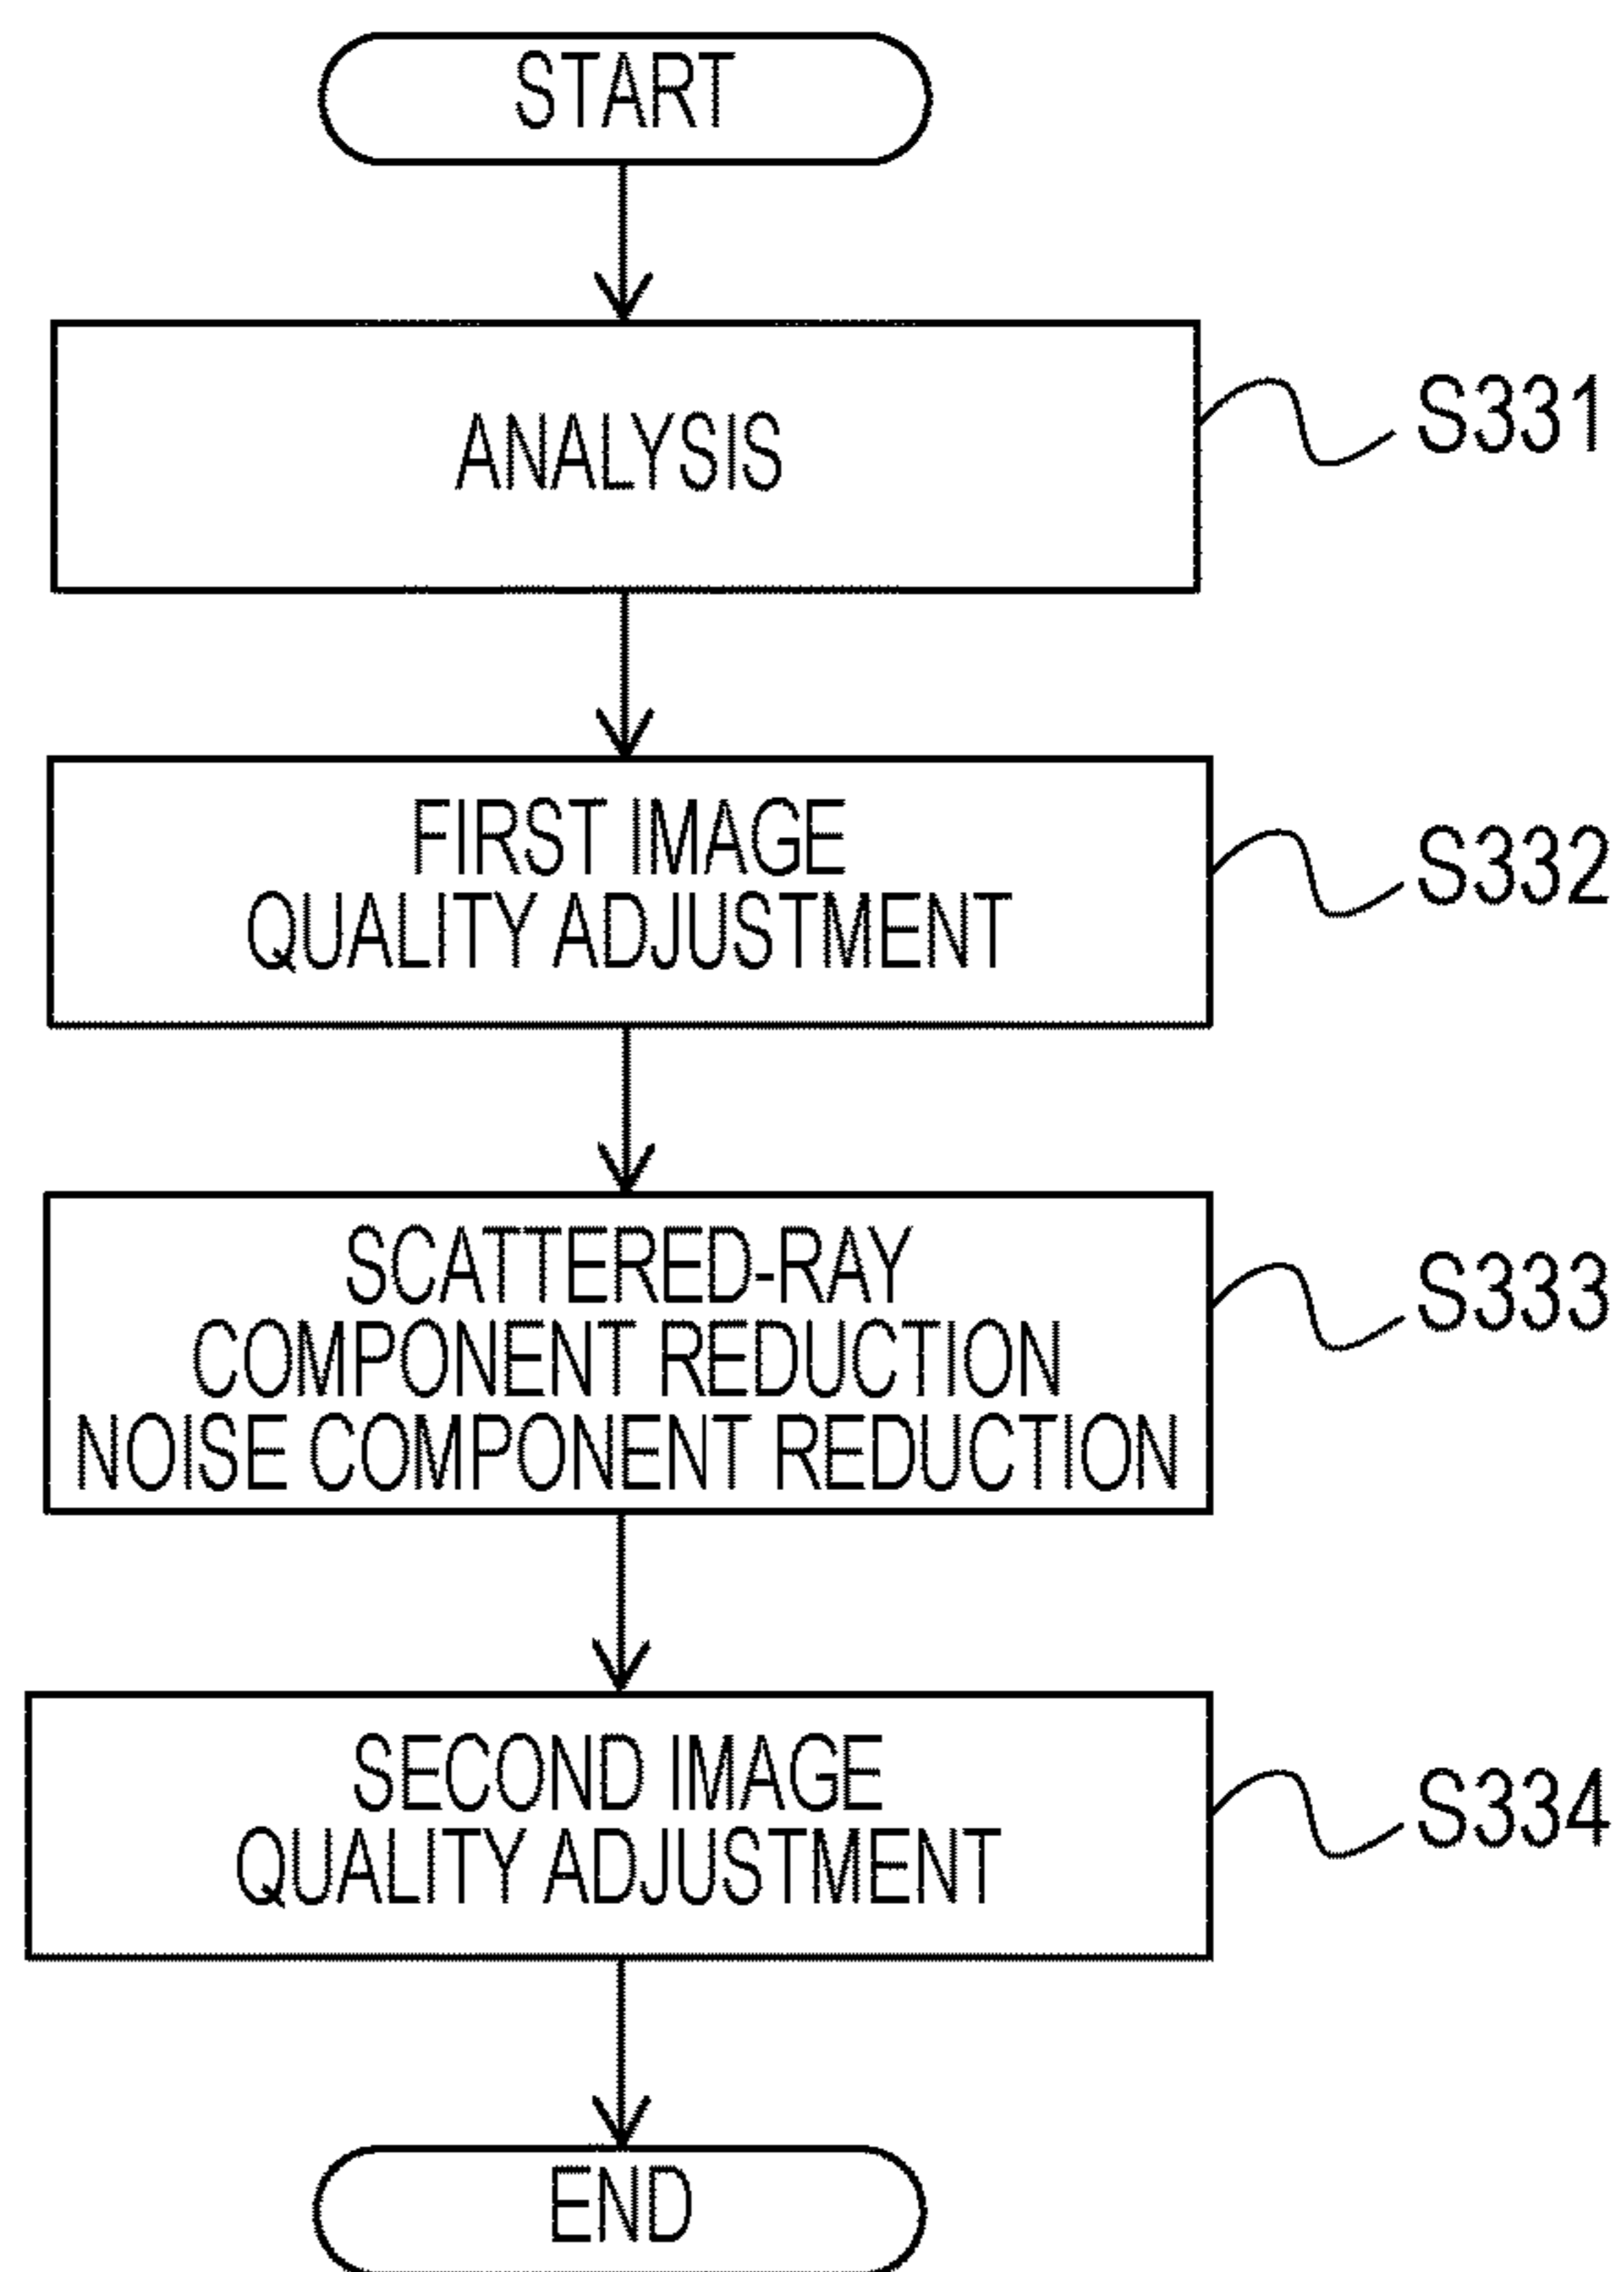 START
ANALYSIS
S331
FIRST IMAGE
QUALITY ADJUSTMENT
S332
SCATTERED-RAY
COMPONENT REDUCTION
NOISE COMPONENT REDUCTION
S333
SECOND IMAGE
QUALITY ADJUSTMENT
S334
END